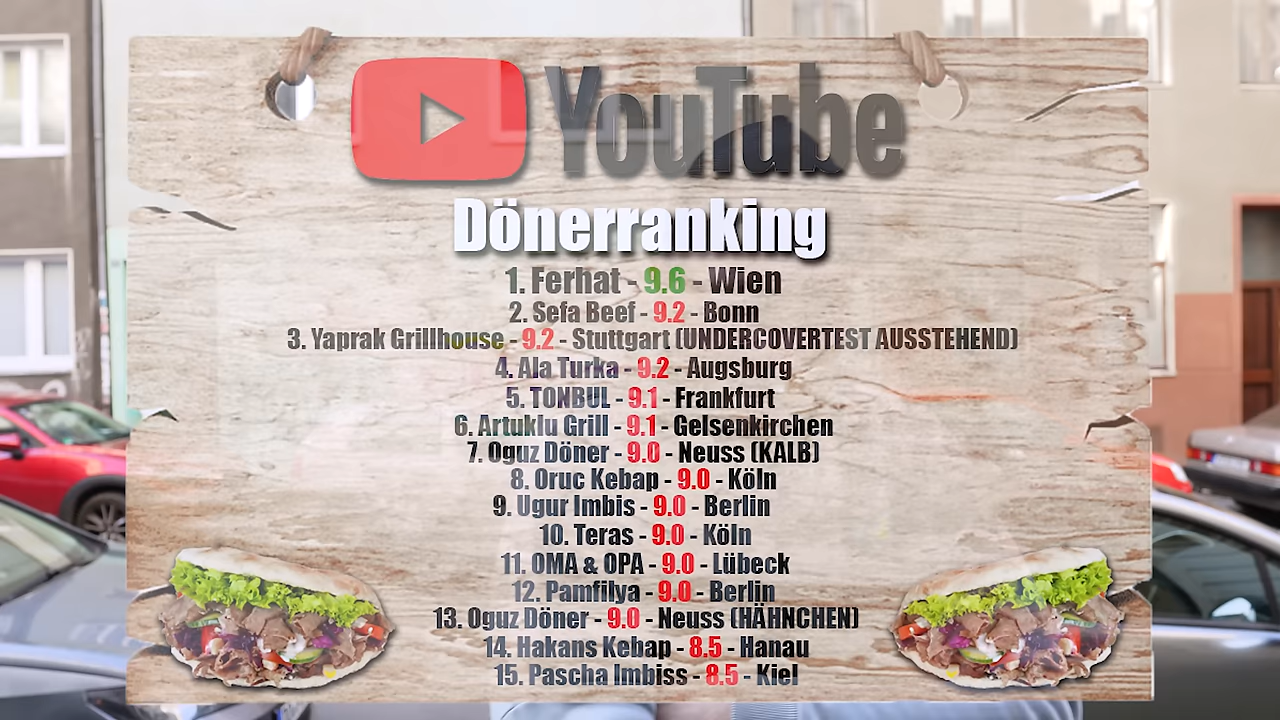 YouTube
Dönerranking
1. Ferhat - 9.6 - Wien
2. Sefa Beef - 9.2 - Bonn
3. Yaprak Grillhouse - 9.2 - Stuttgart (UNDERCOVERTEST AUSSTEHEND)
4. Ala Turka - 9.2 - Augsburg
5. TONBUL - 9.1 - Frankfurt
6. Artuklu Grill - 9.1 - Gelsenkirchen
7. Oguz Döner - 9.0 - Neuss (KALB)
8. Oruc Kebap - 9.0 - Köln
9. Ugur Imbis - 9.0 - Berlin
10. Teras - 9.0 - Köln
11. OMA & OPA - 9.0 - Lübeck
12. Pamfilya - 9.0 - Berlin
13. Oguz Döner - 9.0 - Neuss (HÄHNCHEN)
14. Hakans Kebap - 8.5 - Hanau
15. Pascha Imbiss - 8.5 - Kiel